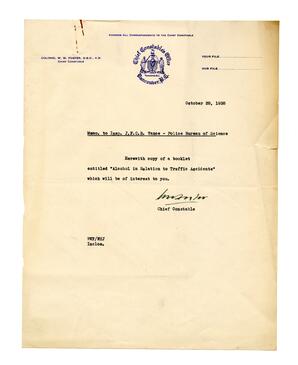 ADDRESS ALL CORRESPONDENCE TO THE CHIEF CONSTABLE
COLONEL W. W. FOSTER, D.S.O., V.D.
CHIEF CONSTABLE
Chief Constable's Office
Vancouver, B.C.
YOUR FILE
OUR FILE
October 28, 1938
Memo. to Insp. J.F.C.B. Vance - Police Bureau of Science
Herewith copy of a booklet
entitled "Alcohol in Relation to Traffic Accidents"
which will be of interest to you.
Chief Constable
WWF/MSJ
Enclos.